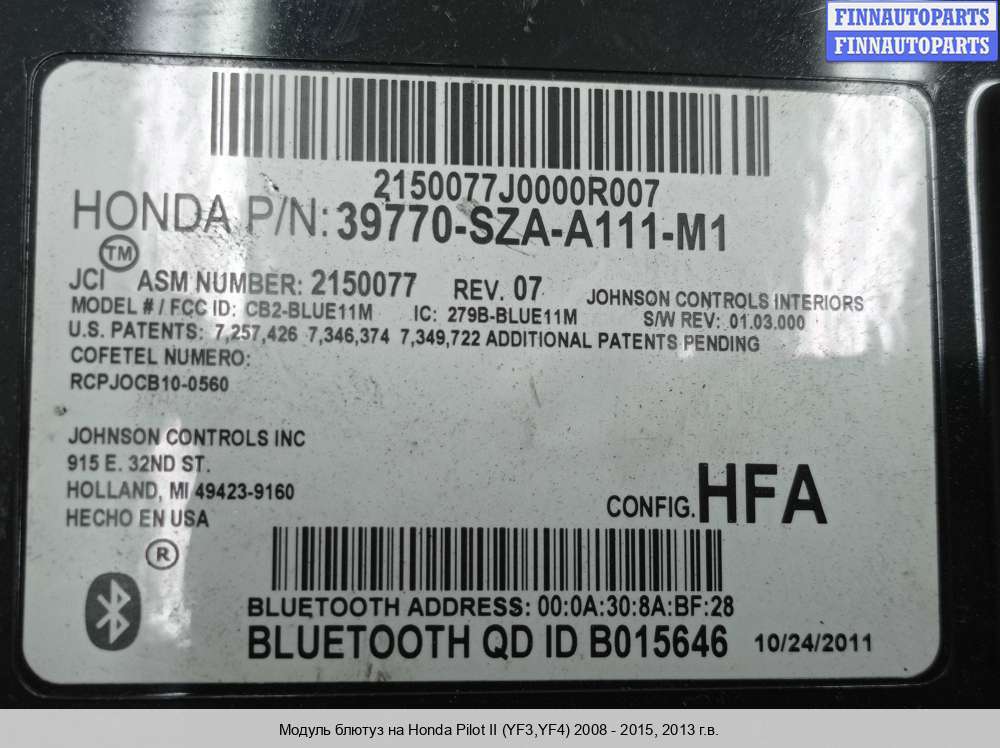 FINNAUTOPARTS
FINNAUTOPARTS
2150077J0000R007
HONDA P/N: 39770-SZA-A111-M1
TM
JCI ASM NUMBER: 2150077 REV. 07 JOHNSON CONTROLS INTERIORS
MODEL # / FCC ID: CB2-BLUE11M IC: 279B-BLUE11M S/W REV: 01.03.000
U.S. PATENTS: 7,257,426 7,346,374 7,349,722 ADDITIONAL PATENTS PENDING
COFETEL NUMERO:
RCPJOCB10-0560
JOHNSON CONTROLS INC
915 E. 32ND ST.
HOLLAND, MI 49423-9160
HECHO EN USA
CONFIG. HFA
®
BLUETOOTH ADDRESS: 00:0A:30:8A:BF:28
BLUETOOTH QD ID B015646 10/24/2011
Модуль блютуз на Honda Pilot II (YF3,YF4) 2008 - 2015, 2013 г.в.